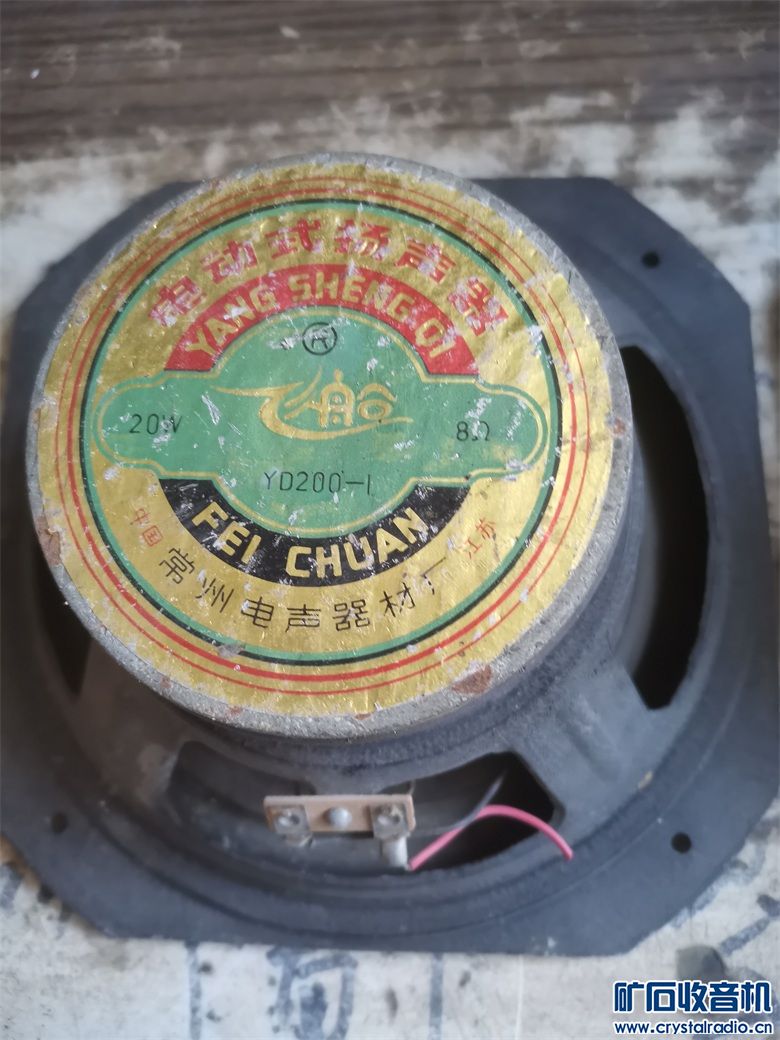 电动式扬声器
YANG SHENG QI
飞船
20W
8Ω
YD200-1
FEI CHUAN
中国
常州电声器材厂
江苏
矿石收音机
www.crystalradio.cn